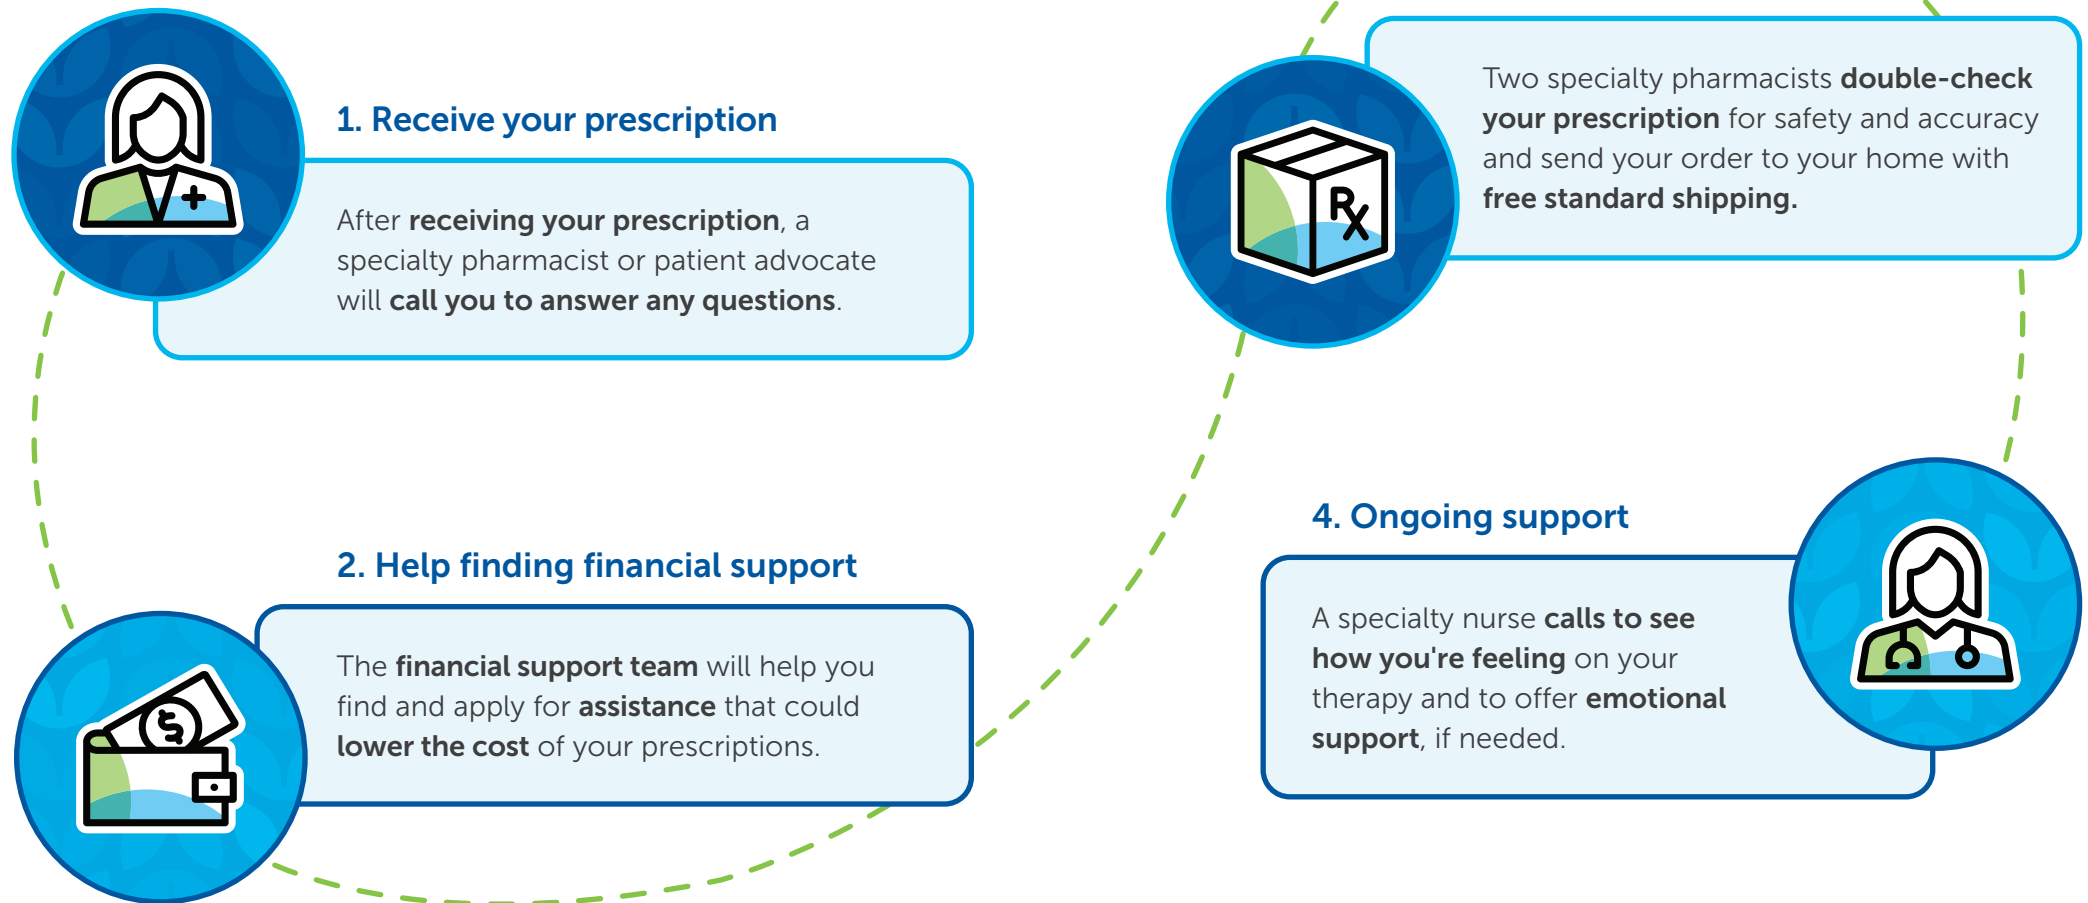 1. Receive your prescription
After receiving your prescription, a
specialty pharmacist or patient advocate
will call you to answer any questions.
2. Help finding financial support
The financial support team will help you
find and apply for assistance that could
lower the cost of your prescriptions.
Two specialty pharmacists double-check
your prescription for safety and accuracy
and send your order to your home with
free standard shipping.
Rx
4. Ongoing support
A specialty nurse calls to see
how you're feeling on your
therapy and to offer emotional
support, if needed.